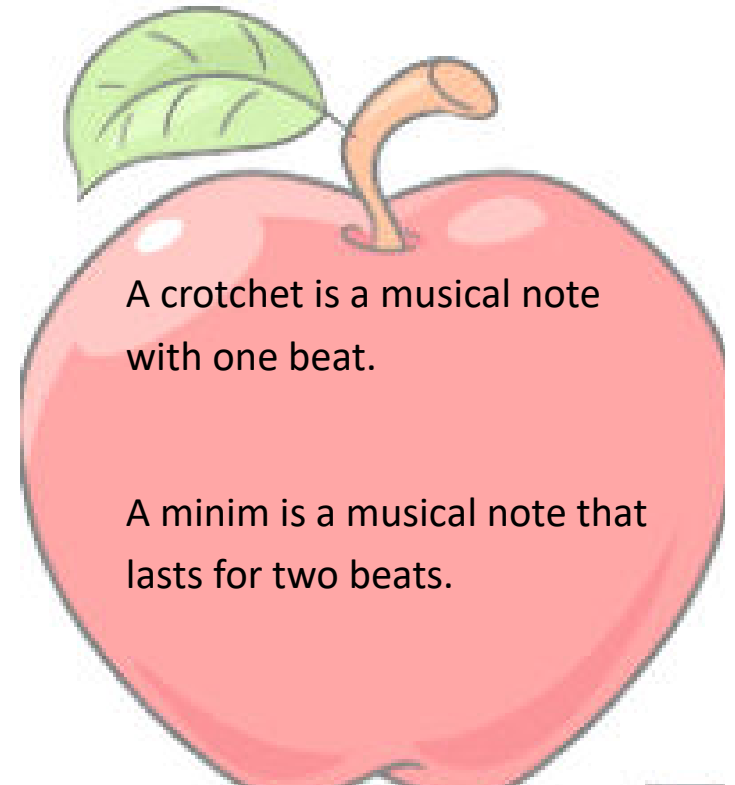 A crotchet is a musical note
with one beat.
A minim is a musical note that
lasts for two beats.